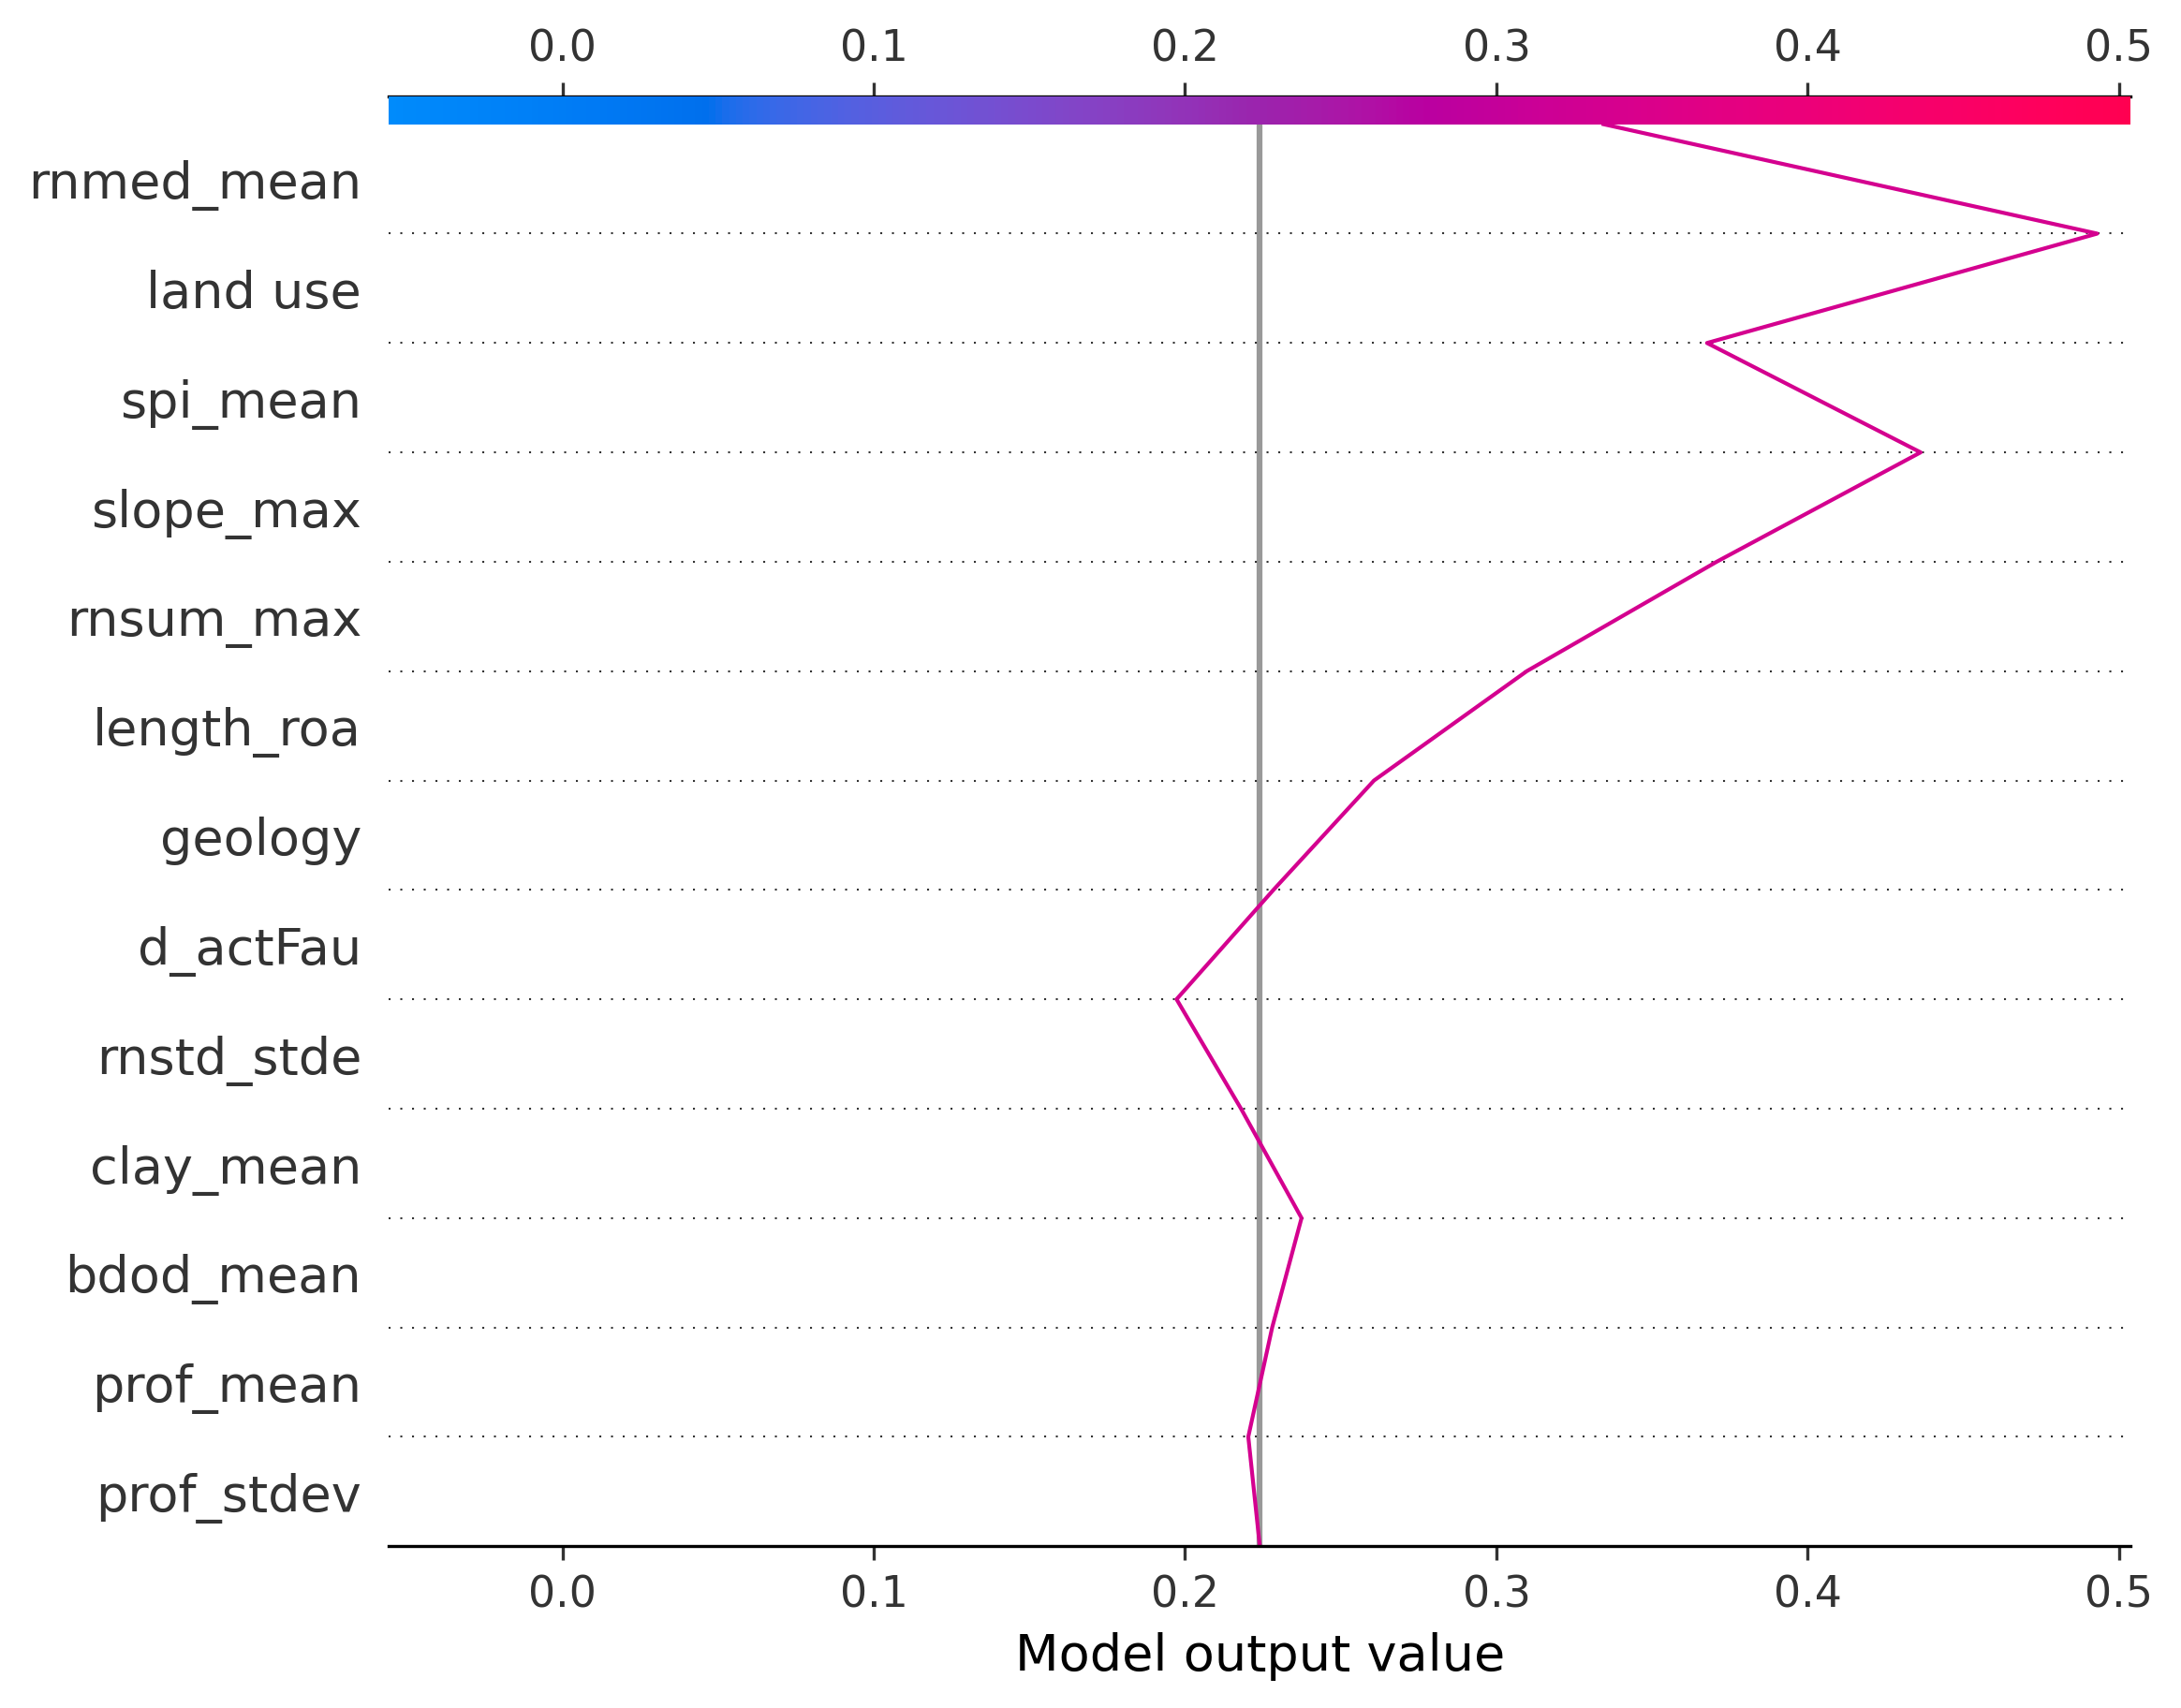 0.0 0.1 0.2 0.3 0.4 0.5
rnmed_mean
land use
spi_mean
slope_max
rnsum_max
length_roa
geology
d_actFau
rnstd_stde
clay_mean
bdod_mean
prof_mean
prof_stdev
0.0 0.1 0.2 0.3 0.4 0.5
Model output value